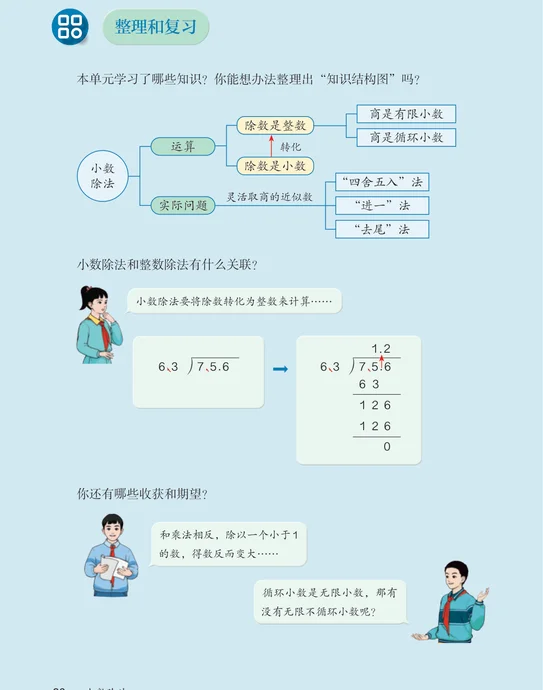 整理和复习
本单元学习了哪些知识？你能想办法整理出“知识结构图”吗？
小数
除法
运算
除数是整数
转化
除数是小数
商是有限小数
商是循环小数
实际问题
灵活取商的近似数
“四舍五入”法
“进一”法
“去尾”法
小数除法和整数除法有什么关联？
小数除法要将除数转化为整数来计算……
6.3 7.5.6
1.2
6.3 7.5.6
6 3
1 2 6
1 2 6
0
你还有哪些收获和期望？
和乘法相反，除以一个小于1
的数，得数反而变大……
循环小数是无限小数，那有
没有无限不循环小数呢？